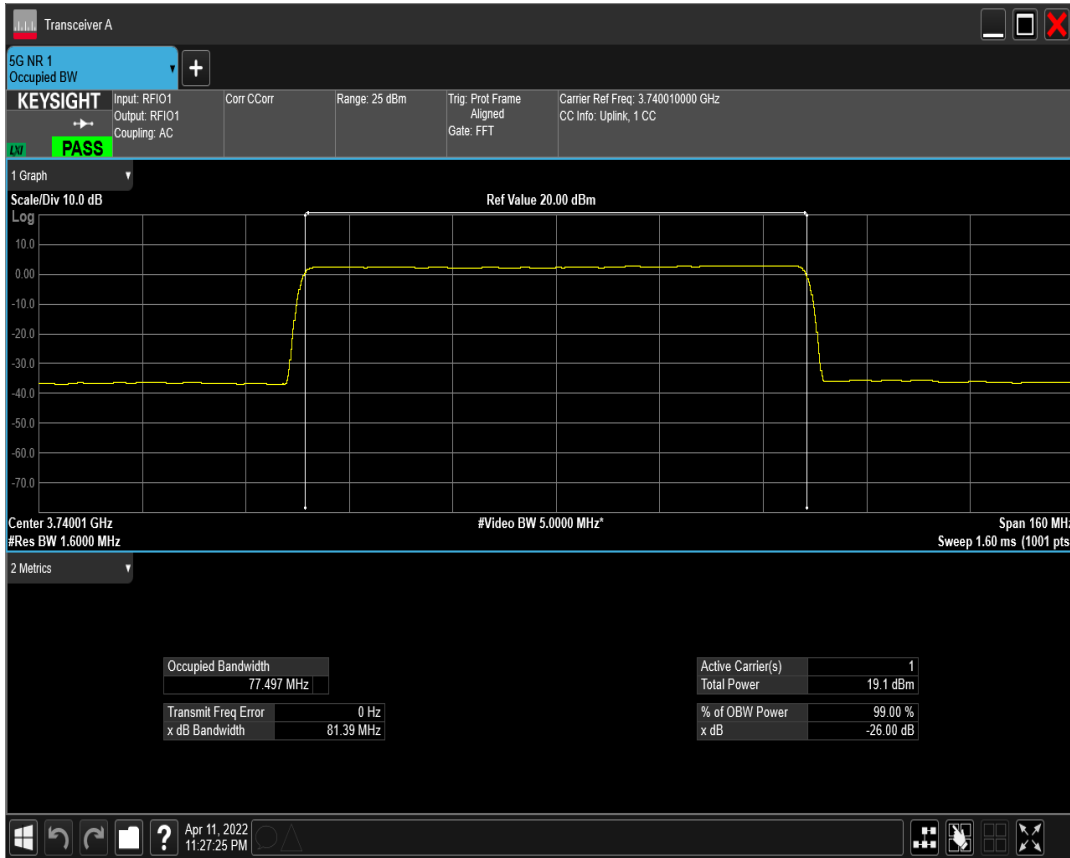 Transceiver A
5G NR 1
Occupied BW
+
KEYSIGHT
LXI
PASS
Input: RFIO1
Output: RFIO1
Coupling: AC
Corr CCorr
Range: 25 dBm
Trig: Prot Frame
Aligned
Gate: FFT
Carrier Ref Freq: 3.740010000 GHz
CC Info: Uplink, 1 CC
1 Graph
Scale/Div 10.0 dB
Ref Value 20.00 dBm
Log
10.0
0.00
-10.0
-20.0
-30.0
-40.0
-50.0
-60.0
-70.0
Center 3.74001 GHz
#Video BW 5.0000 MHz*
Span 160 MHz
#Res BW 1.6000 MHz
Sweep 1.60 ms (1001 pts
2 Metrics
Occupied Bandwidth
77.497 MHz
Transmit Freq Error 0 Hz
x dB Bandwidth 81.39 MHz
Active Carrier(s) 1
Total Power 19.1 dBm
% of OBW Power 99.00 %
x dB -26.00 dB
?
Apr 11, 2022
11:27:25 PM